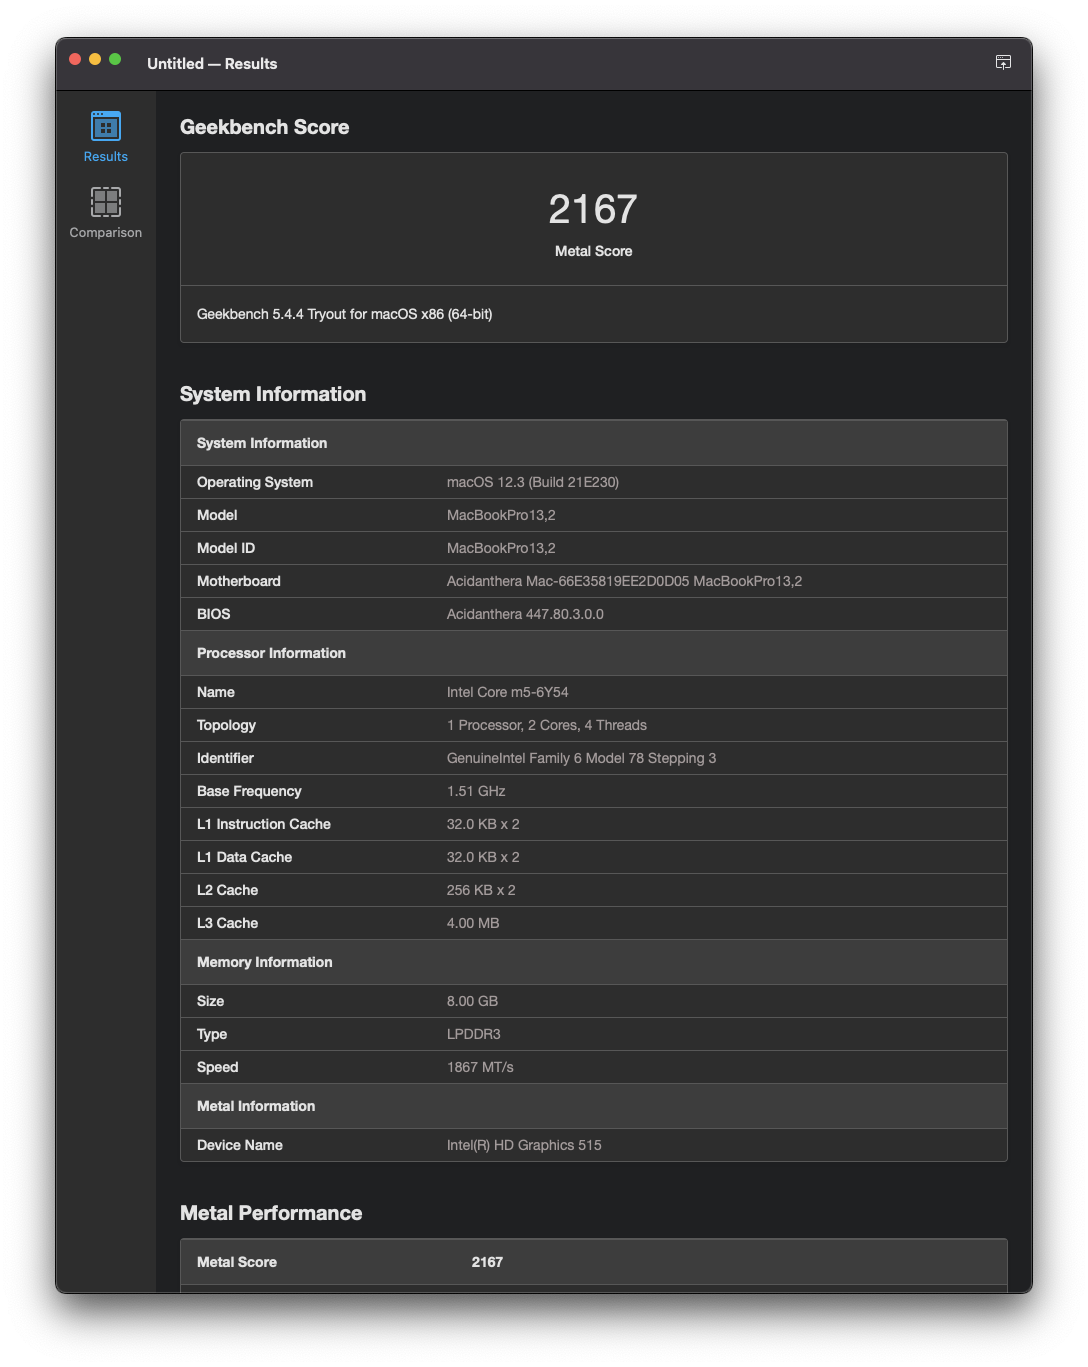 Untitled — Results
Results
Comparison
Geekbench Score
2167
Metal Score
Geekbench 5.4.4 Tryout for macOS x86 (64-bit)
System Information
System Information
Operating System macOS 12.3 (Build 21E230)
Model MacBookPro13,2
Model ID MacBookPro13,2
Motherboard Acidanthera Mac-66E35819EE2D0D05 MacBookPro13,2
BIOS Acidanthera 447.80.3.0.0
Processor Information
Name Intel Core m5-6Y54
Topology 1 Processor, 2 Cores, 4 Threads
Identifier GenuineIntel Family 6 Model 78 Stepping 3
Base Frequency 1.51 GHz
L1 Instruction Cache 32.0 KB x 2
L1 Data Cache 32.0 KB x 2
L2 Cache 256 KB x 2
L3 Cache 4.00 MB
Memory Information
Size 8.00 GB
Type LPDDR3
Speed 1867 MT/s
Metal Information
Device Name Intel(R) HD Graphics 515
Metal Performance
Metal Score 2167